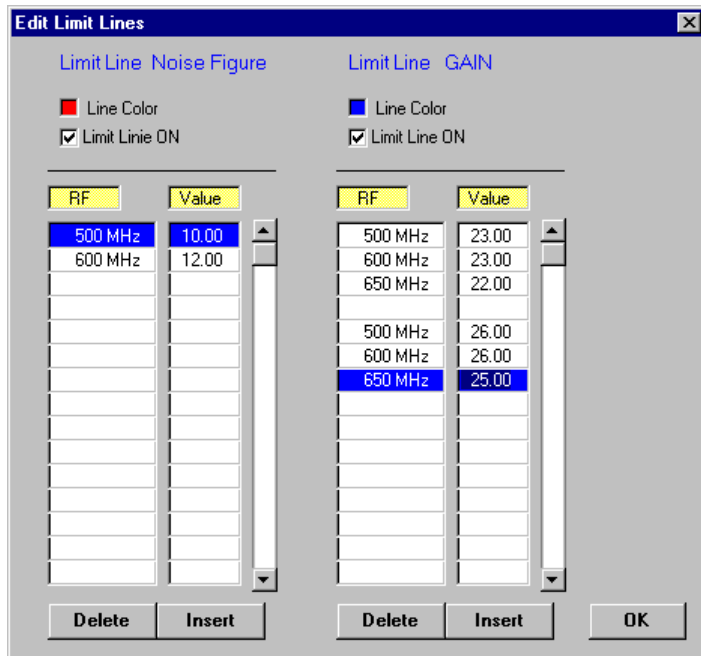 Edit Limit Lines
Limit Line Noise Figure
Line Color
Limit Linie ON
RF Value
500 MHz 10.00
600 MHz 12.00
Delete Insert
Limit Line GAIN
Line Color
Limit Line ON
RF Value
500 MHz 23.00
600 MHz 23.00
650 MHz 22.00
500 MHz 26.00
600 MHz 26.00
650 MHz 25.00
Delete Insert
OK